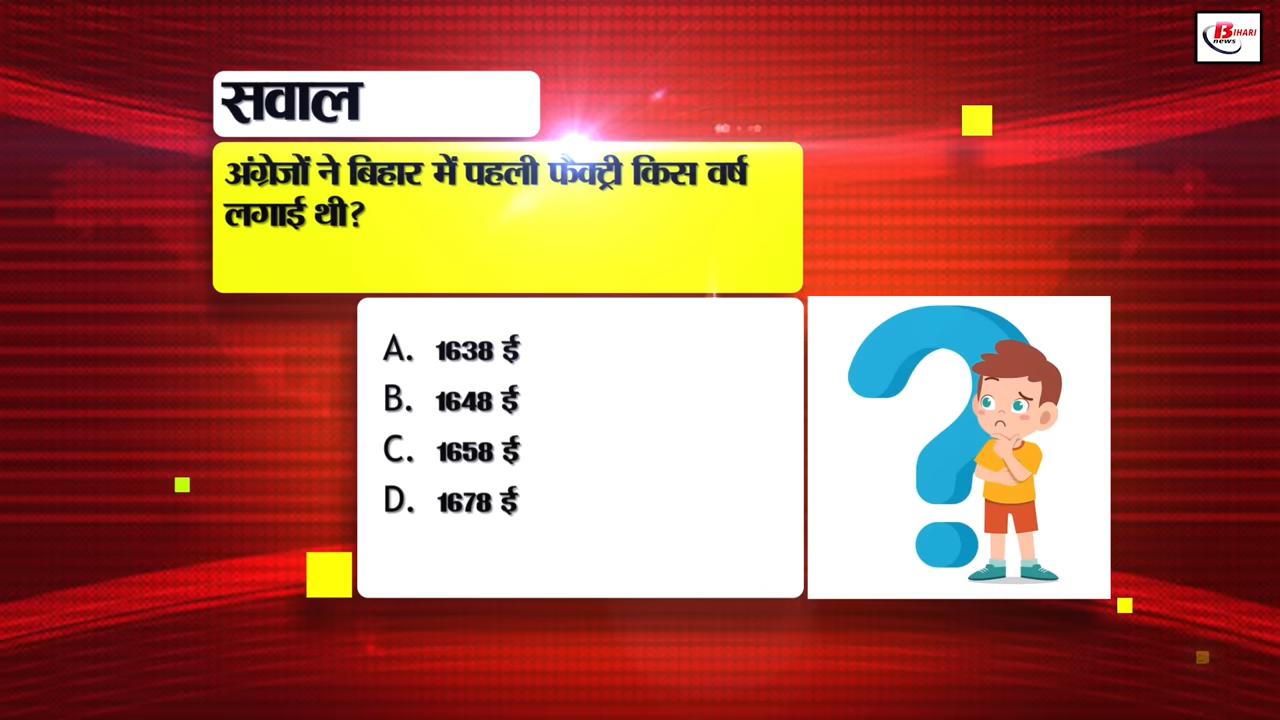 BIHARI
news
सवाल
अंग्रेजों ने बिहार में पहली फैक्ट्री किस वर्ष
लगाई थी?
A. 1638 ई
B. 1648 ई
C. 1658 ई
D. 1678 ई